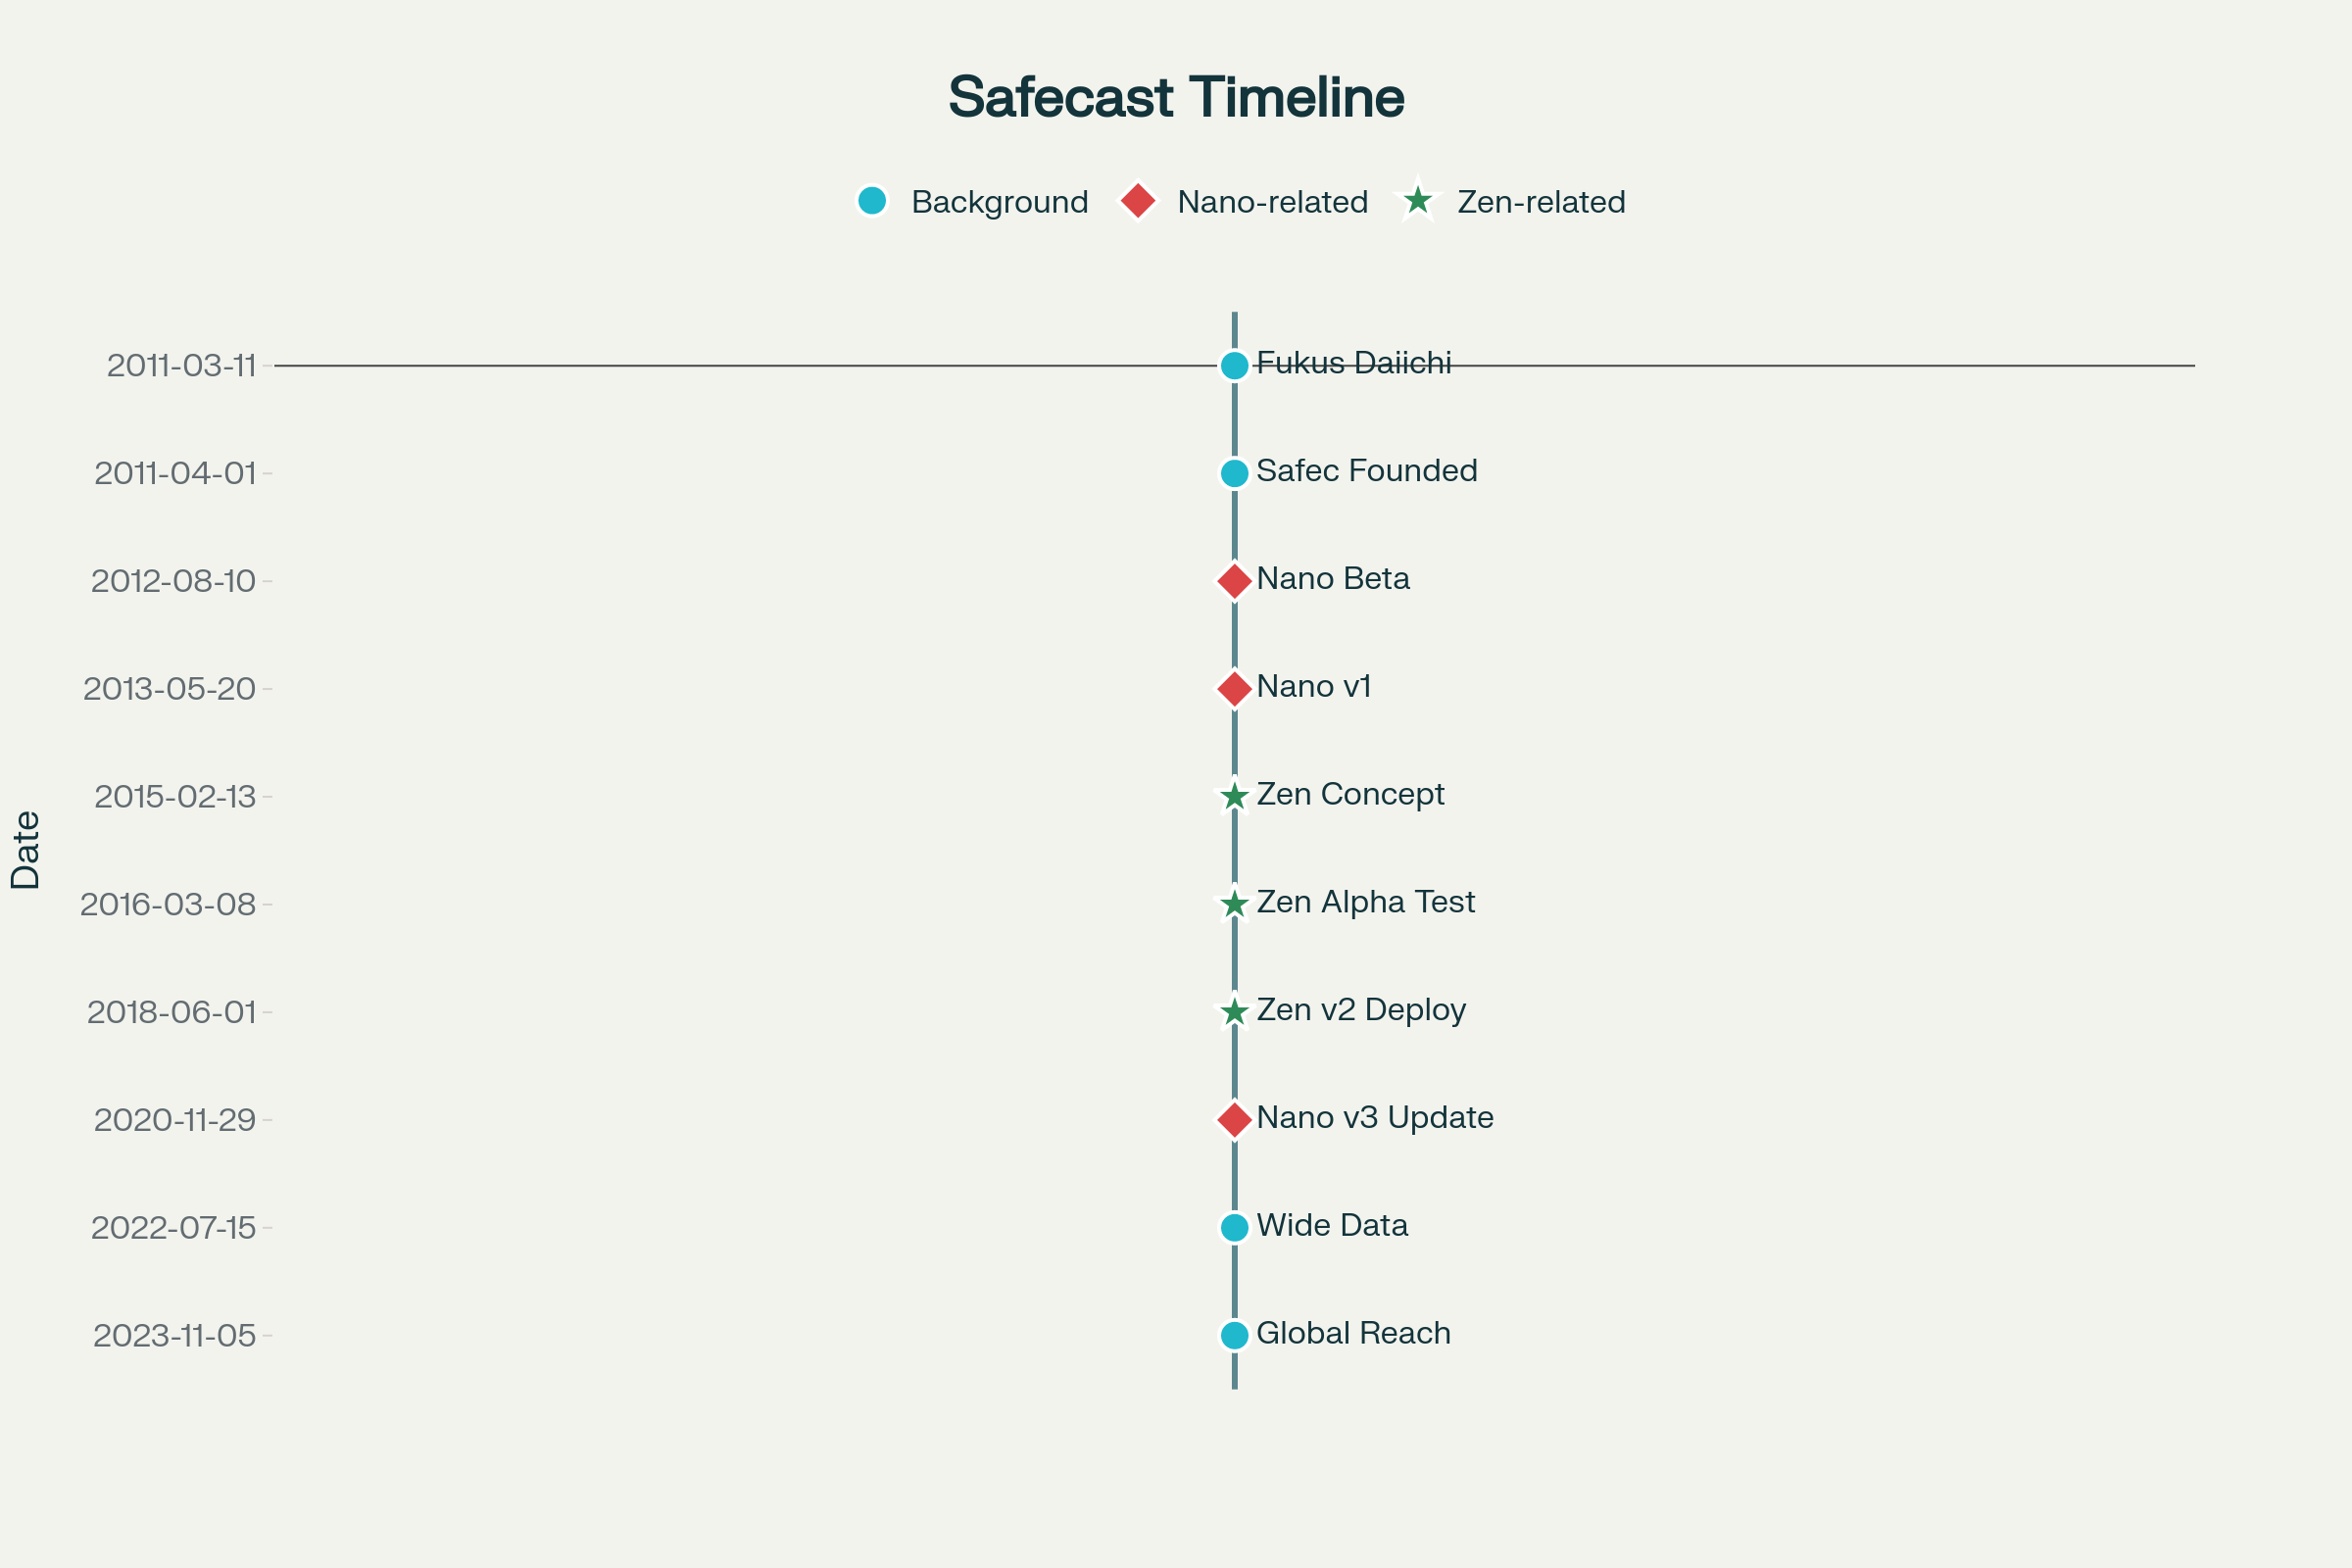 Safecast Timeline
Background Nano-related Zen-related
2011-03-11 Fukus Daiichi
2011-04-01 Safec Founded
2012-08-10 Nano Beta
2013-05-20 Nano v1
2015-02-13 Zen Concept
Date
2016-03-08 Zen Alpha Test
2018-06-01 Zen v2 Deploy
2020-11-29 Nano v3 Update
2022-07-15 Wide Data
2023-11-05 Global Reach